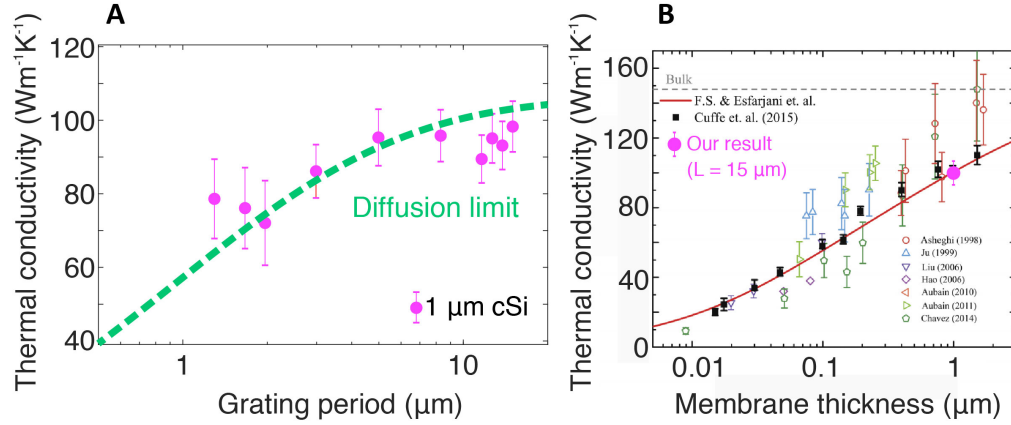 A
Thermal conductivity (Wm⁻¹K⁻¹)
120
100
80
60
40
1
10
Grating period (μm)
Diffusion limit
1 μm cSi
B
Thermal conductivity (Wm⁻¹K⁻¹)
160
120
80
40
0
0.01
0.1
1
Membrane thickness (μm)
Bulk
F.S. & Esfarjani et. al.
Cuffe et. al. (2015)
Our result
(L = 15 μm)
Asheghi (1998)
Ju (1999)
Liu (2006)
Hao (2006)
Aubain (2010)
Aubain (2011)
Chavez (2014)